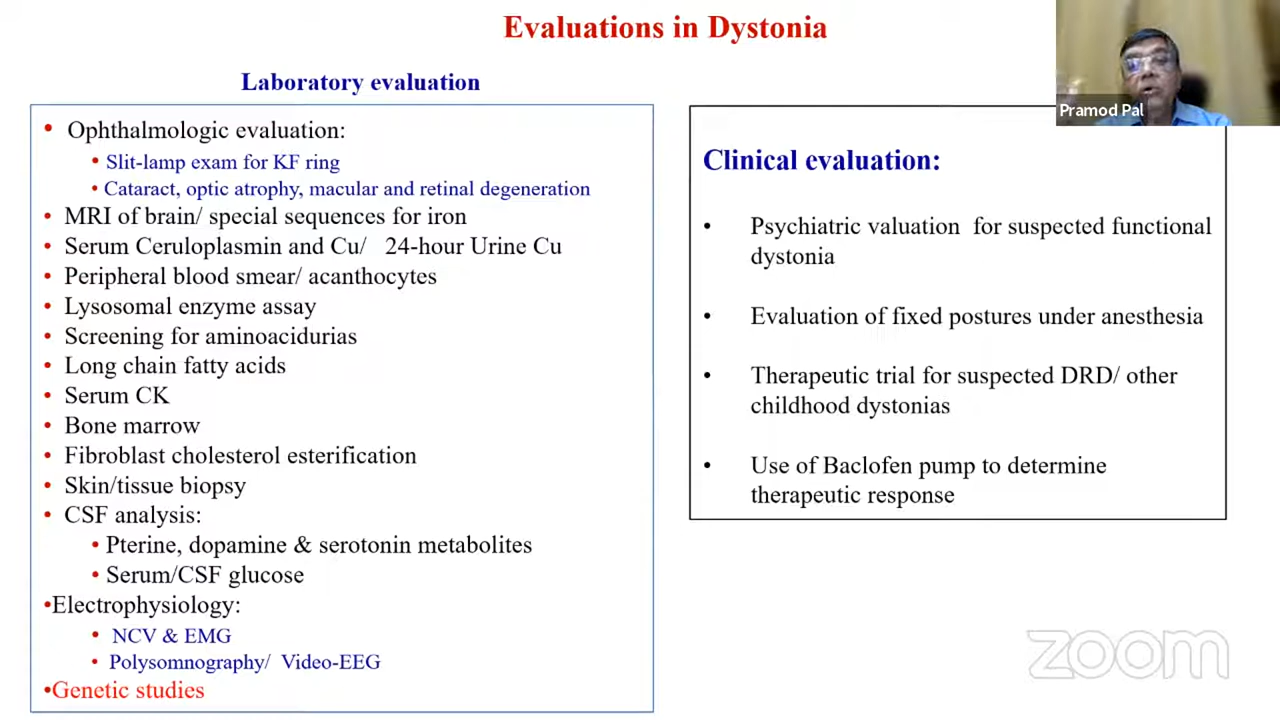 Evaluations in Dystonia
Laboratory evaluation
• Ophthalmologic evaluation:
• Slit-lamp exam for KF ring
• Cataract, optic atrophy, macular and retinal degeneration
• MRI of brain/ special sequences for iron
• Serum Ceruloplasmin and Cu/ 24-hour Urine Cu
• Peripheral blood smear/ acanthocytes
• Lysosomal enzyme assay
• Screening for aminoacidurias
• Long chain fatty acids
• Serum CK
• Bone marrow
• Fibroblast cholesterol esterification
• Skin/tissue biopsy
• CSF analysis:
• Pterine, dopamine & serotonin metabolites
• Serum/CSF glucose
•Electrophysiology:
• NCV & EMG
• Polysomnography/ Video-EEG
•Genetic studies
Pramod Pal
Clinical evaluation:
• Psychiatric valuation for suspected functional
dystonia
• Evaluation of fixed postures under anesthesia
• Therapeutic trial for suspected DRD/ other
childhood dystonias
• Use of Baclofen pump to determine
therapeutic response
zoom